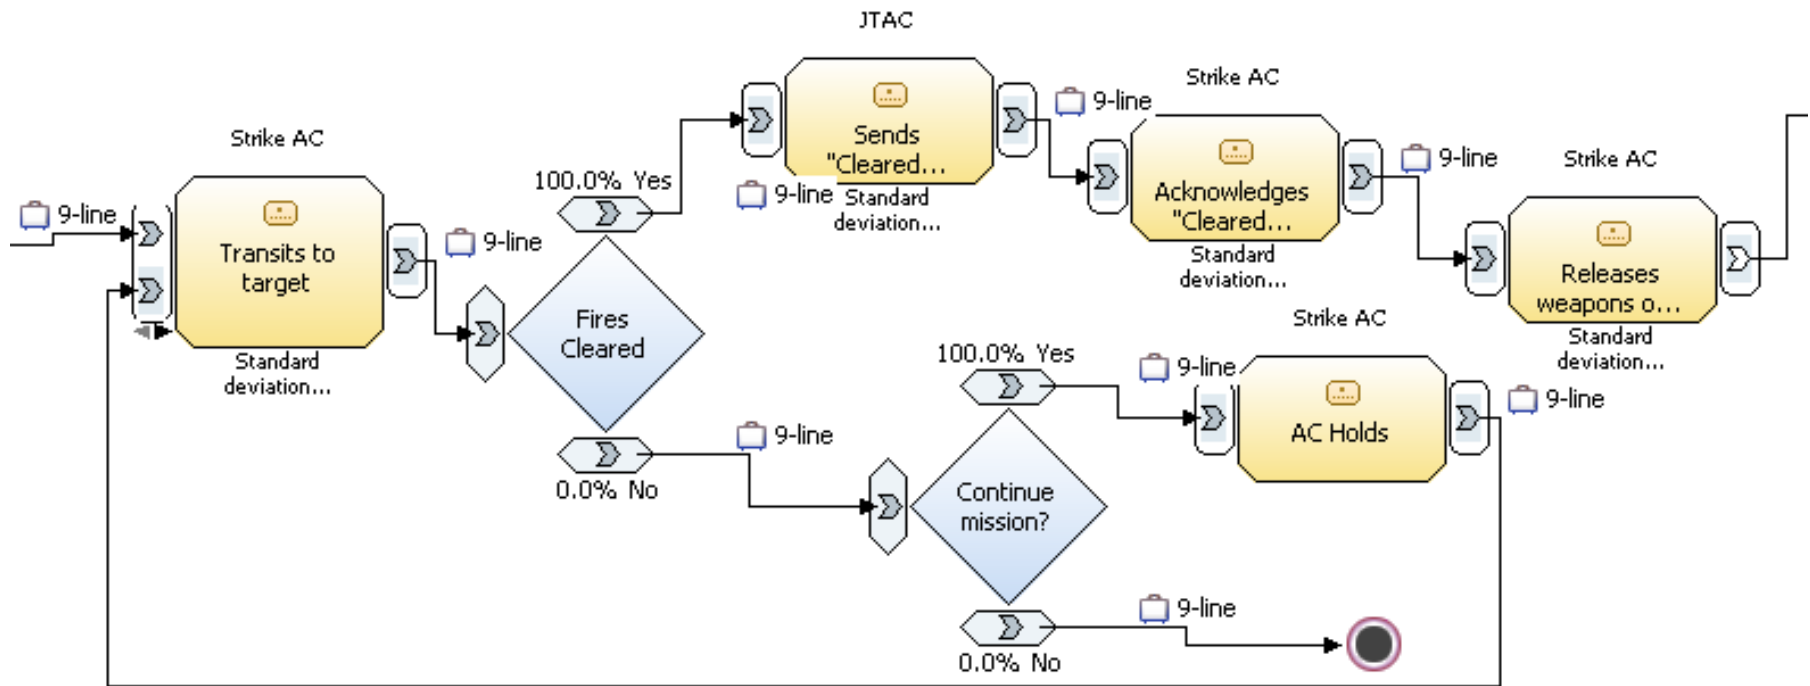 JTAC
Strike AC
9-line
Sends
"Cleared...
Standard
deviation...
Strike AC
9-line
Transits to
target
Standard
deviation...
9-line
100.0% Yes
9-line
Fires
Cleared
0.0% No
9-line
Acknowledges
"Cleared...
Standard
deviation...
9-line
Strike AC
Releases
weapons o...
Standard
deviation...
Strike AC
100.0% Yes
9-line
AC Holds
9-line
Continue
mission?
9-line
0.0% No